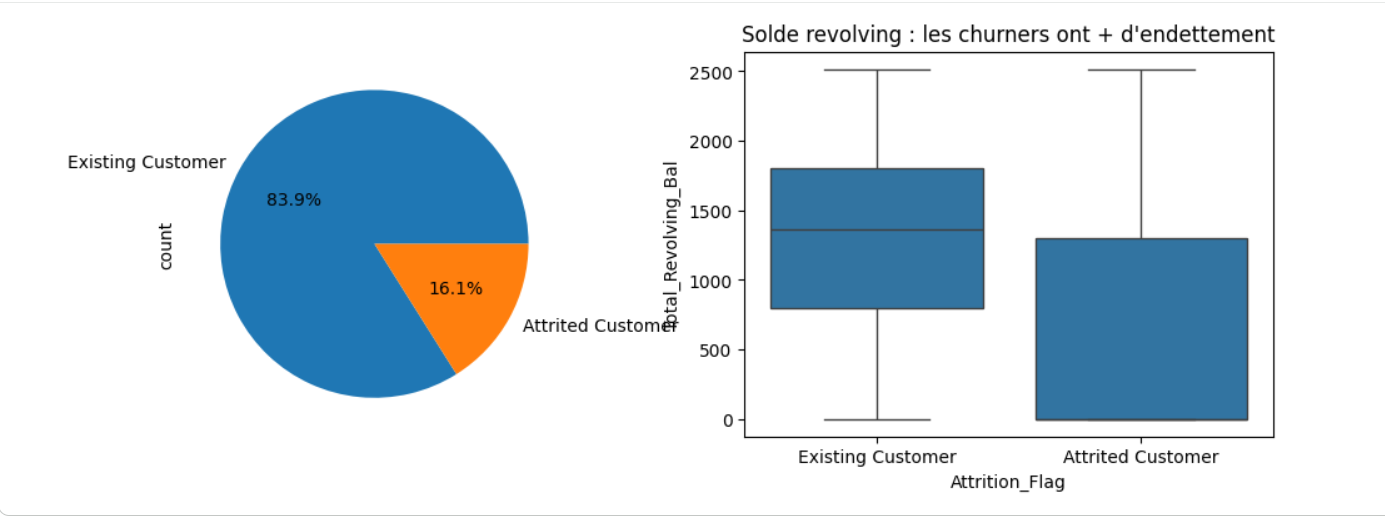 Existing Customer
83.9%
count
16.1%
Attrited Customer
Solde revolving : les churners ont + d'endettement
2500
2000
1500
1000
500
0
Total_Revolving_Bal
Existing Customer
Attrited Customer
Attrition_Flag